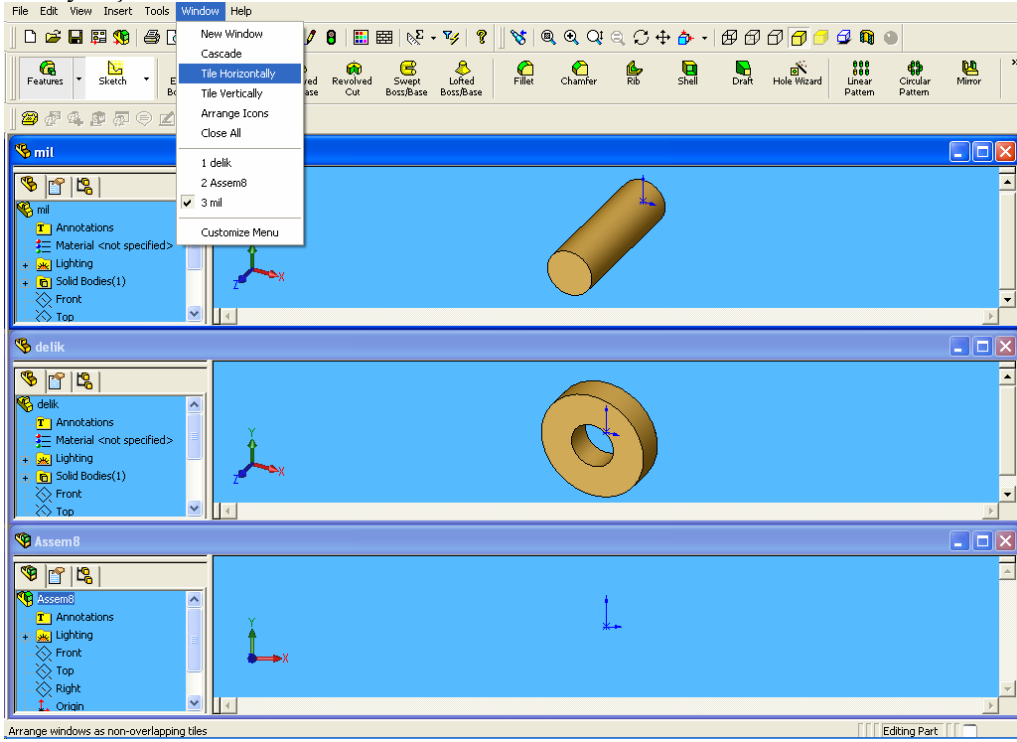 File Edit View Insert Tools Window Help
New Window
Cascade
Tile Horizontally
Tile Vertically
Arrange Icons
Close All
1 delik
2 Assem8
3 mil
Customize Menu
Features
Sketch
Revolved Cut
Swept Boss/Base
Lofted Boss/Base
Fillet
Chamfer
Rib
Shell
Draft
Hole Wizard
Linear Pattern
Circular Pattern
Mirror
mil
mil
Annotations
Material <not specified>
Lighting
Solid Bodies(1)
Front
Top
Z X
delik
delik
Annotations
Material <not specified>
Lighting
Solid Bodies(1)
Front
Top
Y
Z X
Assem8
Assem8
Annotations
Lighting
Front
Top
Right
Origin
Y
X
Arrange windows as non-overlapping tiles
Editing Part